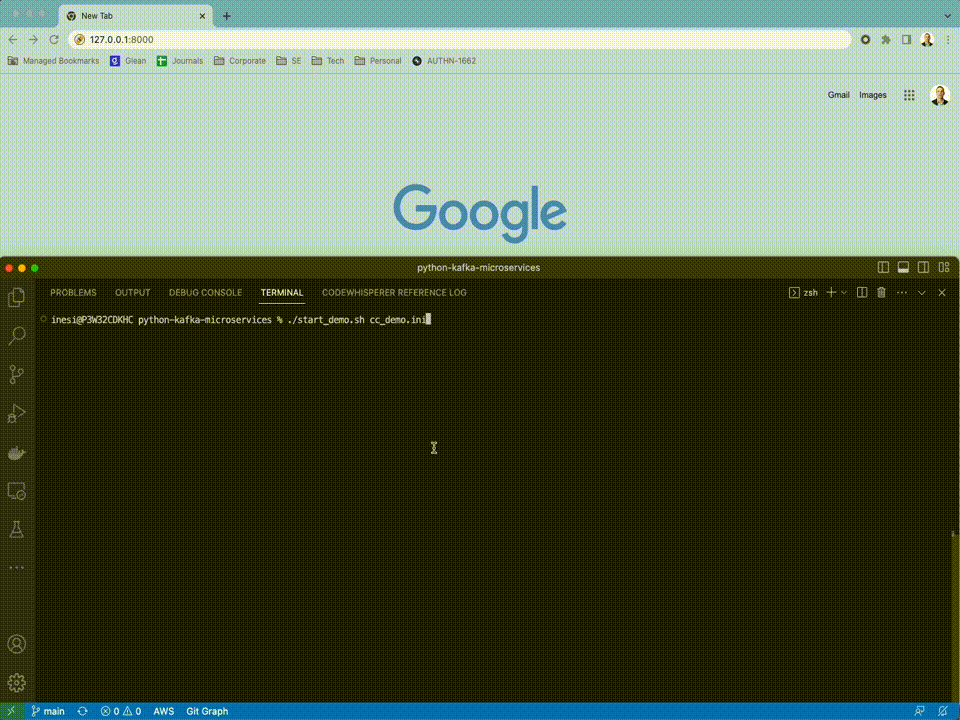 New Tab
127.0.0.1:8000
Managed Bookmarks Glean Journals Corporate SE Tech Personal AUTHN-1662
Gmail Images
Google
python-kafka-microservices
PROBLEMS OUTPUT DEBUG CONSOLE TERMINAL CODEWHISPERER REFERENCE LOG zsh
inesi@P3W32CDKHC python-kafka-microservices % ./start_demo.sh cc_demo.ini
main 0 0 AWS Git Graph